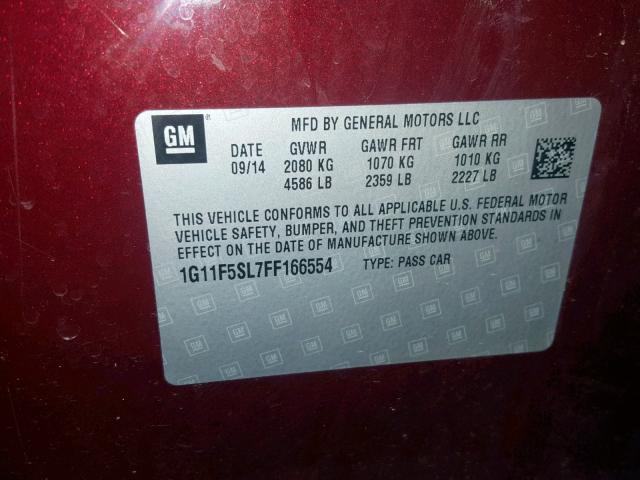 GM
MFD BY GENERAL MOTORS LLC
DATE GVWR GAWR FRT GAWR RR
09/14 2080 KG 1070 KG 1010 KG
4586 LB 2359 LB 2227 LB
THIS VEHICLE CONFORMS TO ALL APPLICABLE U.S. FEDERAL MOTOR
VEHICLE SAFETY, BUMPER, AND THEFT PREVENTION STANDARDS IN
EFFECT ON THE DATE OF MANUFACTURE SHOWN ABOVE.
1G11F5SL7FF166554 TYPE: PASS CAR